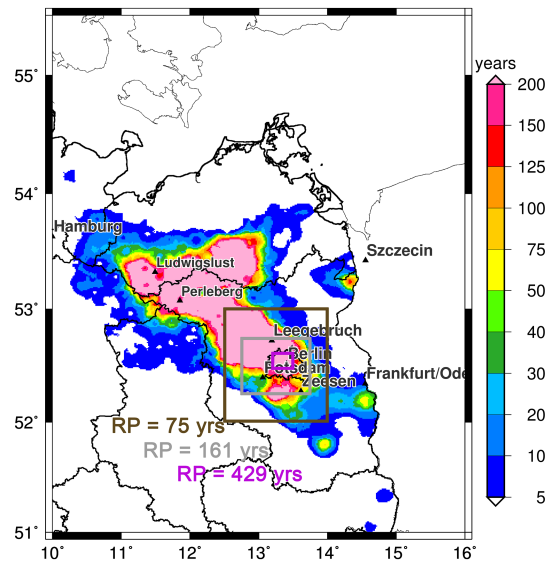 years
200
150
125
100
75
50
40
30
20
10
5
55°
54°
53°
52°
51°
Hamburg
Szczecin
Ludwigslust
Perleberg
Leegebruch
Berlin
Potsdam
Frankfurt/Ode
Zeesen
RP = 75 yrs
RP = 161 yrs
RP = 429 yrs
10° 11° 12° 13° 14° 15° 16°